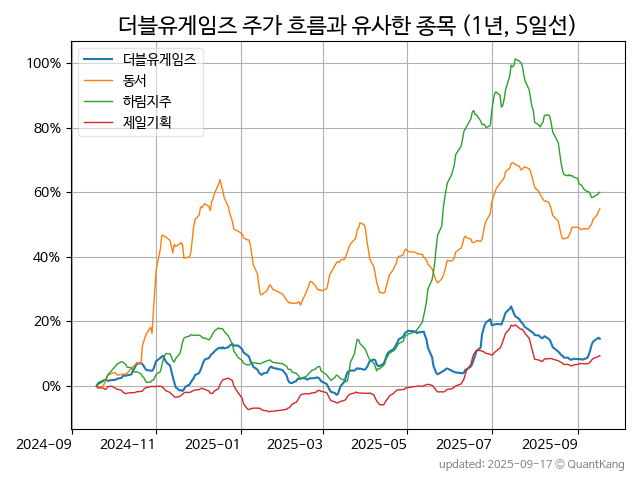 더블유게임즈 주가 흐름과 유사한 종목 (1년, 5일선)
더블유게임즈
동서
하림지주
제일기획
100%
80%
60%
40%
20%
0%
2024-09 2024-11 2025-01 2025-03 2025-05 2025-07 2025-09
updated: 2025-09-17 © QuantKang